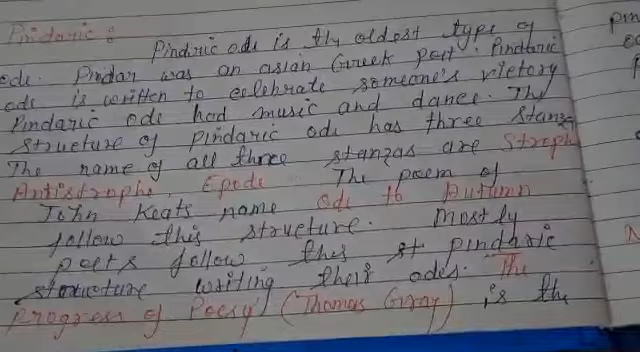 Pindaric :
Pindiric ode is thy oldest type of
ode. Pindar was an asian Greek poet. Pindaric
ode is written to celebrate someone's victory
Pindaric ode had music and dance. The
structure of pindaric ode has three stanza
The name of all three stanzas are Stroph
Antistrophe, Epode The poem of
John Keats name ode to Autumn
follow this structure. Mostly
poets follow this st pindaric
structure writing their odes. The
progress of Poesy (Thomas Gray) is the